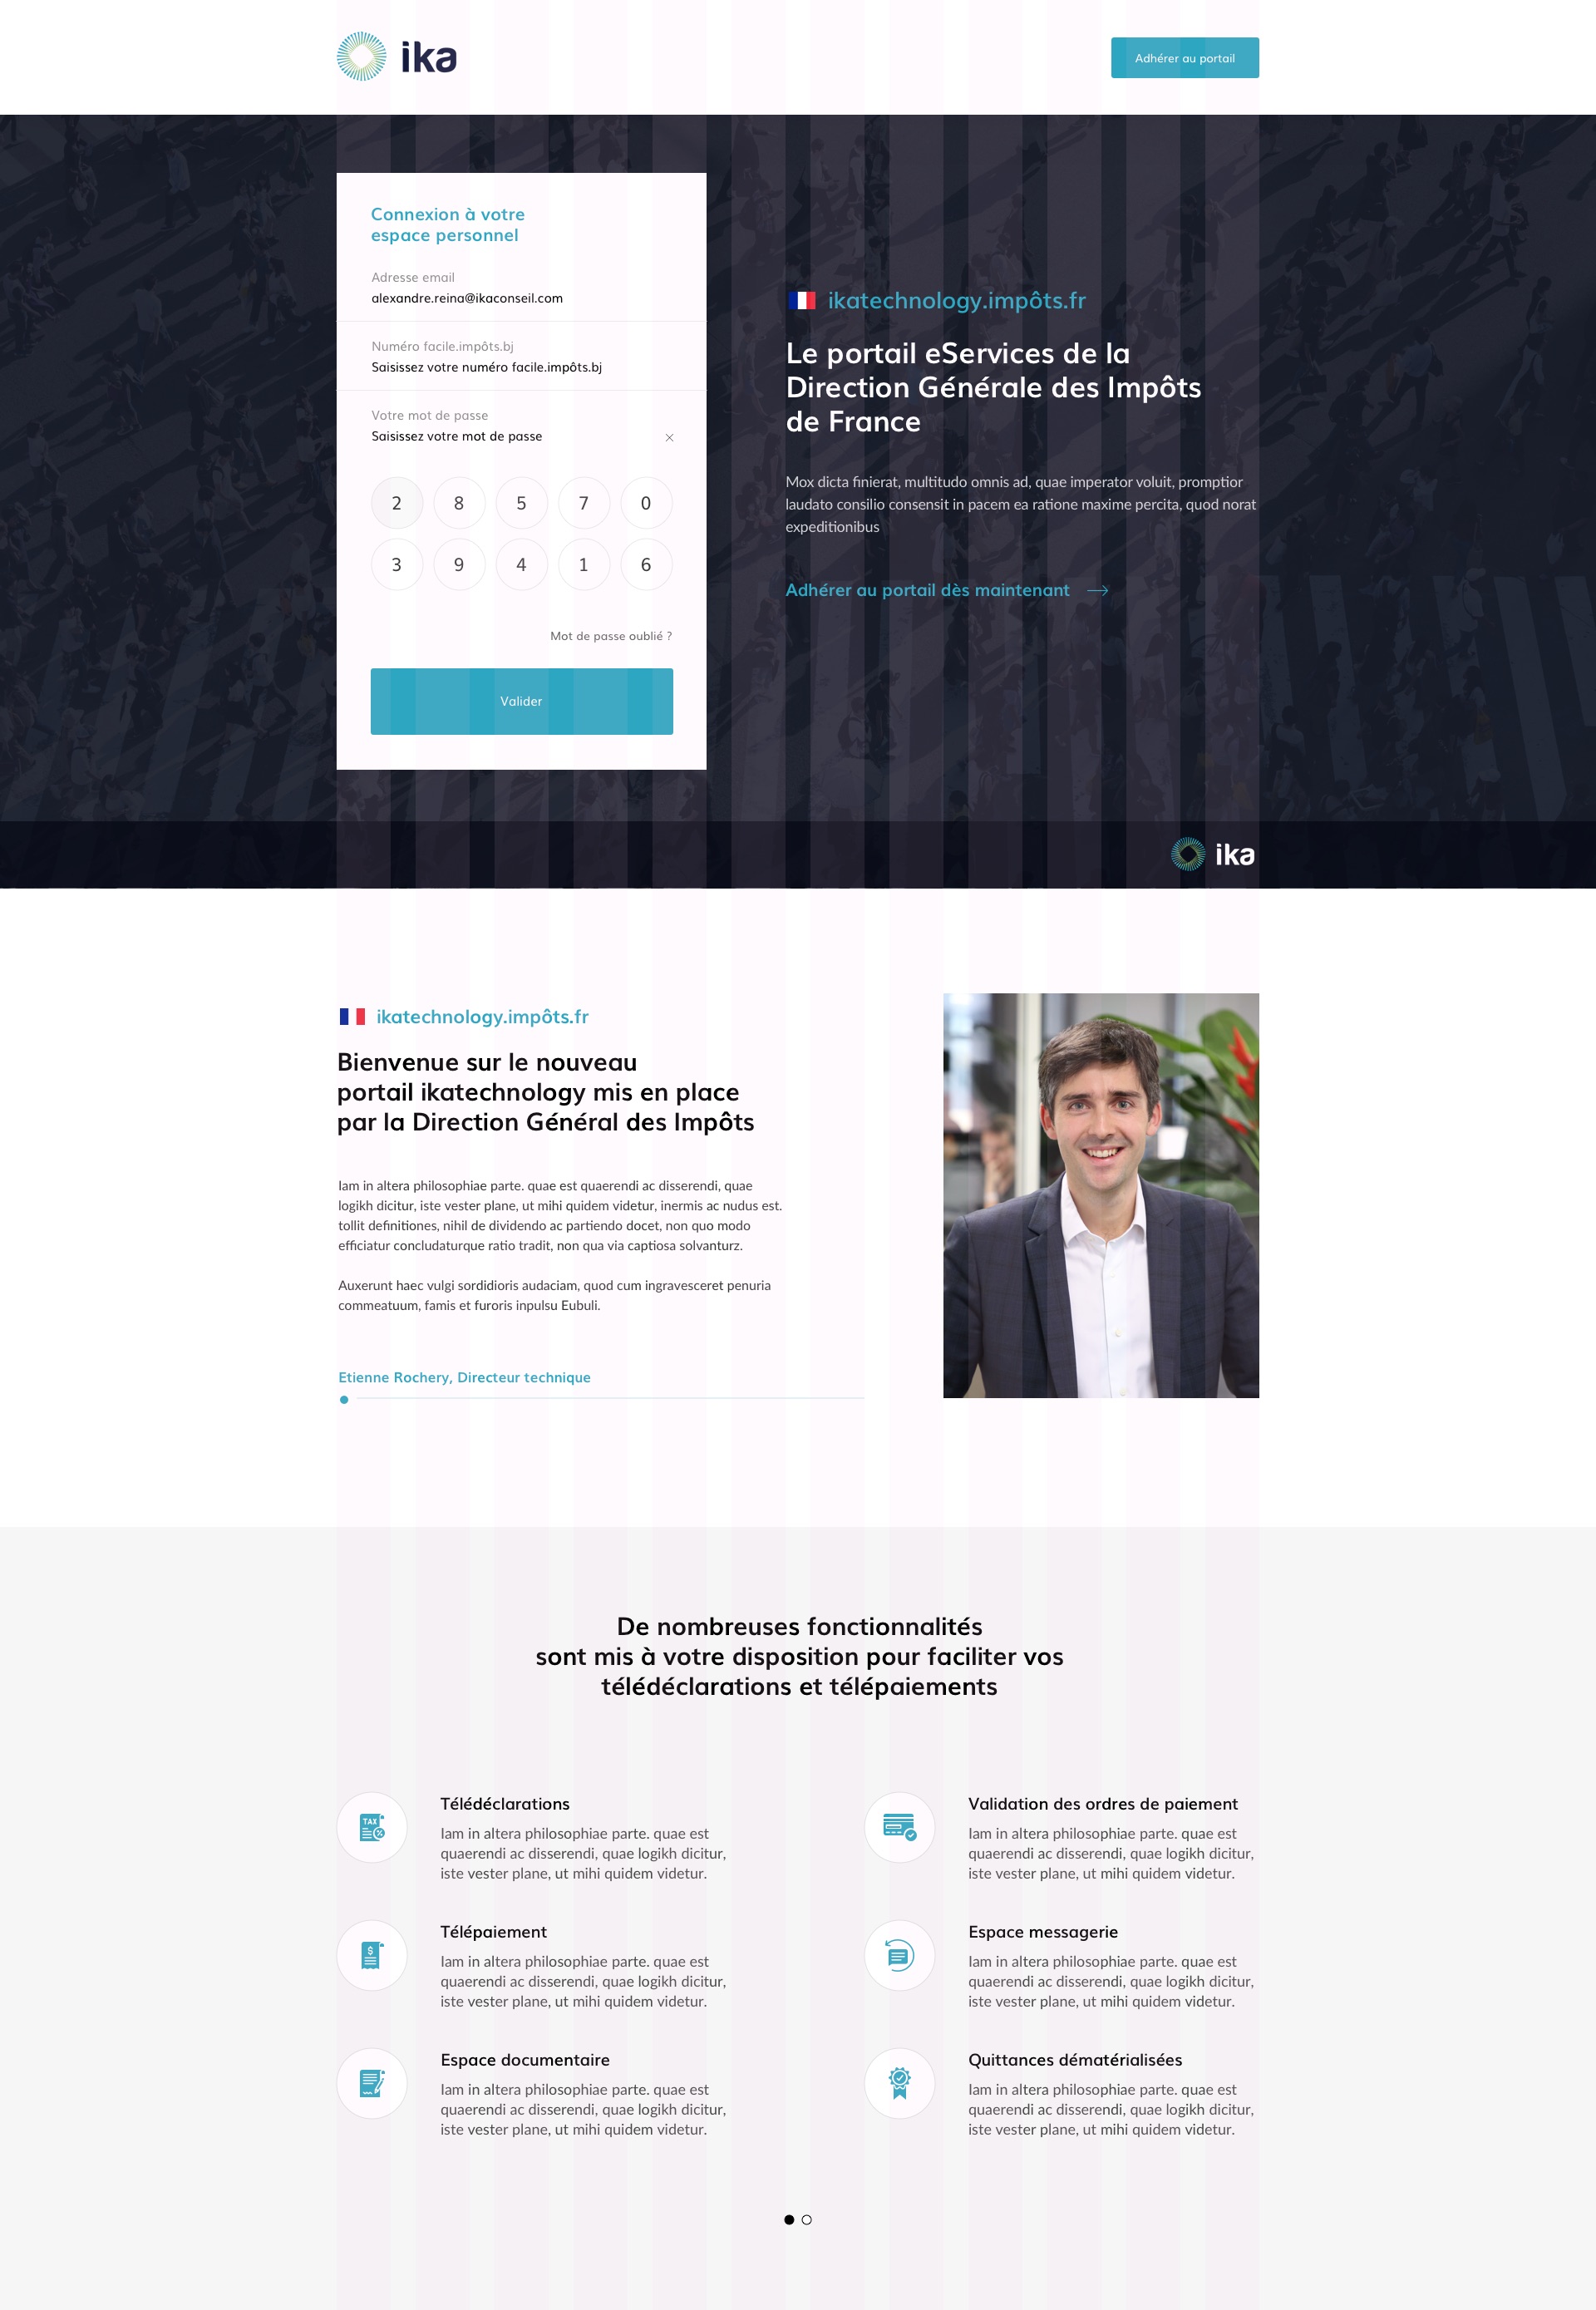 ika
Adhérer au portail
Connexion à votre
espace personnel
Adresse email
alexandre.reina@ikaconseil.com
Numéro facile.impôts.bj
Saisissez votre numéro facile.impôts.bj
Votre mot de passe
Saisissez votre mot de passe
2 8 5 7 0
3 9 4 1 6
Mot de passe oublié ?
Valider
ikatechnology.impôts.fr
Le portail eServices de la
Direction Générale des Impôts
de France
Mox dicta finierat, multitudo omnis ad, quae imperator voluit, promptior
laudato consilio consensit in pacem ea ratione maxime percita, quod norat
expeditionibus
Adhérer au portail dès maintenant
ika
ikatechnology.impôts.fr
Bienvenue sur le nouveau
portail ikatechnology mis en place
par la Direction Général des Impôts
Iam in altera philosophiae parte. quae est quaerendi ac disserendi, quae
logikh dicitur, iste vester plane, ut mihi quidem videtur, inermis ac nudus est.
tollit definitiones, nihil de dividendo ac partiendo docet, non quo modo
efficiatur concludaturque ratio tradit, non qua via captiosa solvanturz.
Auxerunt haec vulgi sordidioris audaciam, quod cum ingravesceret penuria
commeatuum, famis et furoris inpulsu Eubuli.
Etienne Rochery, Directeur technique
De nombreuses fonctionnalités
sont mis à votre disposition pour faciliter vos
télédéclarations et télépaiements
TAX
Télédéclarations
Iam in altera philosophiae parte. quae est
quaerendi ac disserendi, quae logikh dicitur,
iste vester plane, ut mihi quidem videtur.
Validation des ordres de paiement
Iam in altera philosophiae parte. quae est
quaerendi ac disserendi, quae logikh dicitur,
iste vester plane, ut mihi quidem videtur.
$
Télépaiement
Iam in altera philosophiae parte. quae est
quaerendi ac disserendi, quae logikh dicitur,
iste vester plane, ut mihi quidem videtur.
Espace messagerie
Iam in altera philosophiae parte. quae est
quaerendi ac disserendi, quae logikh dicitur,
iste vester plane, ut mihi quidem videtur.
Espace documentaire
Iam in altera philosophiae parte. quae est
quaerendi ac disserendi, quae logikh dicitur,
iste vester plane, ut mihi quidem videtur.
Quittances dématérialisées
Iam in altera philosophiae parte. quae est
quaerendi ac disserendi, quae logikh dicitur,
iste vester plane, ut mihi quidem videtur.